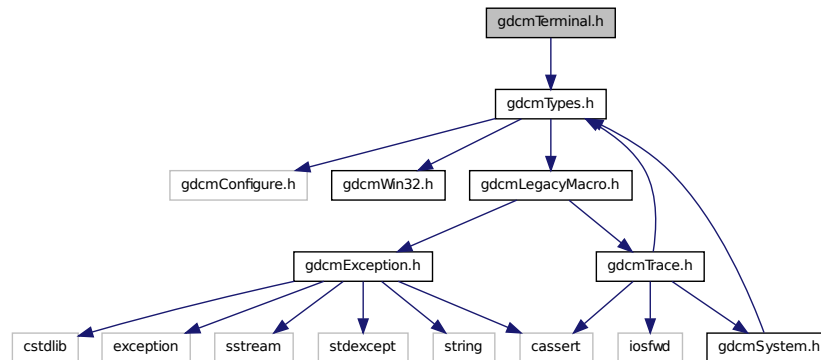 gdcmTerminal.h
gdcmTypes.h
gdcmConfigure.h
gdcmWin32.h
gdcmLegacyMacro.h
gdcmException.h
gdcmTrace.h
cstdlib
exception
sstream
stdexcept
string
cassert
iosfwd
gdcmSystem.h